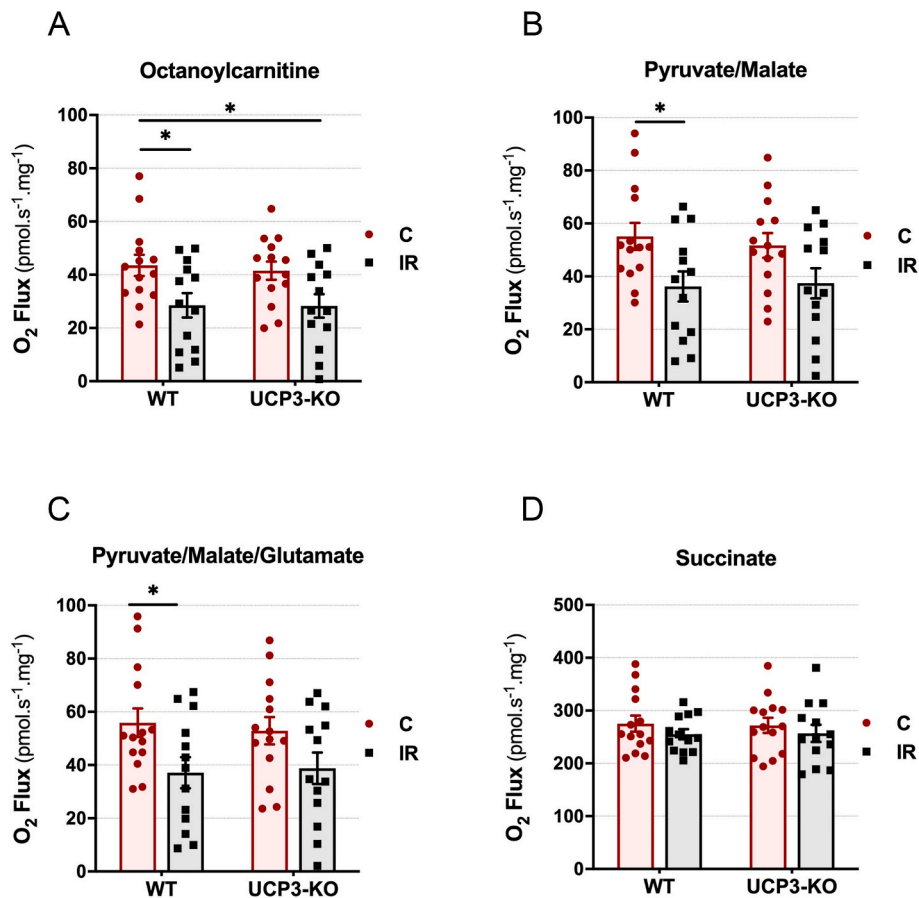 A
Octanoylcarnitine
O2 Flux (pmol.s-1.mg-1)
100
80
60
40
20
0
*
*
WT
UCP3-KO
C
IR
B
Pyruvate/Malate
O2 Flux (pmol.s-1.mg-1)
100
80
60
40
20
0
*
WT
UCP3-KO
C
IR
C
Pyruvate/Malate/Glutamate
O2 Flux (pmol.s-1.mg-1)
100
80
60
40
20
0
*
WT
UCP3-KO
C
IR
D
Succinate
O2 Flux (pmol.s-1.mg-1)
500
400
300
200
100
0
WT
UCP3-KO
C
IR